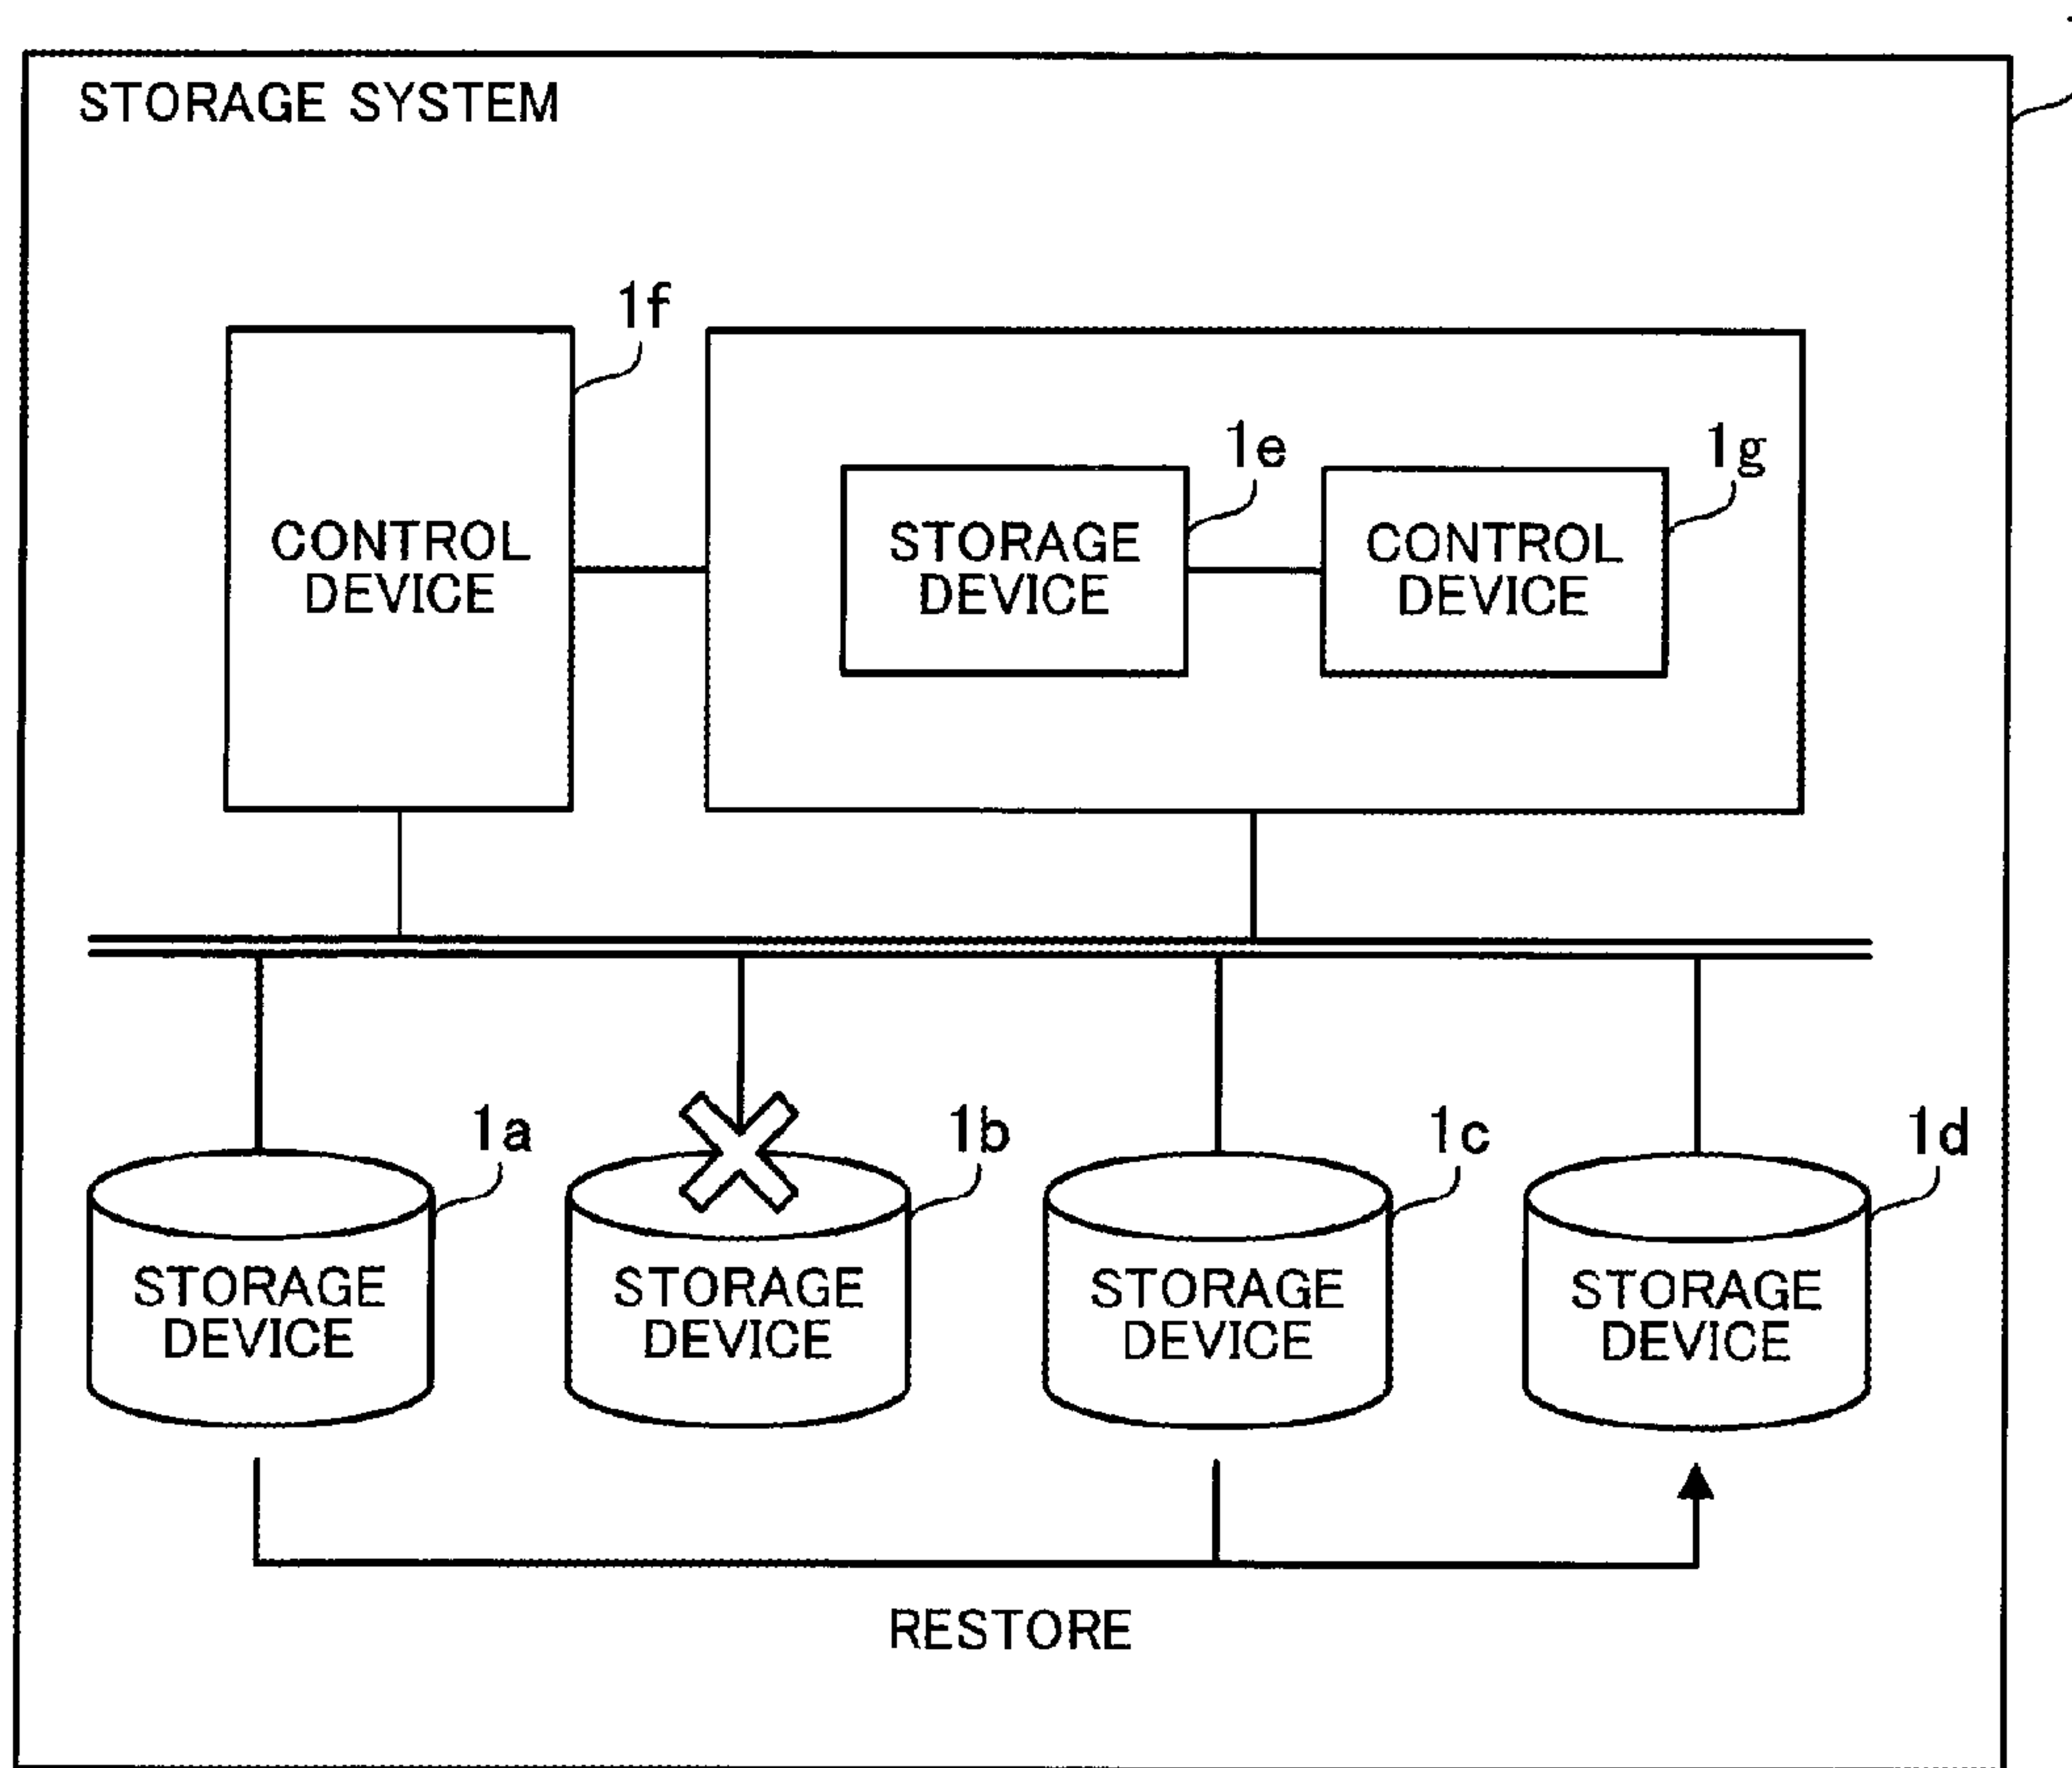 STORAGE SYSTEM
1f
1e
1g
CONTROL
DEVICE
STORAGE
DEVICE
CONTROL
DEVICE
1a
1b
1c
1d
STORAGE
DEVICE
STORAGE
DEVICE
STORAGE
DEVICE
STORAGE
DEVICE
RESTORE